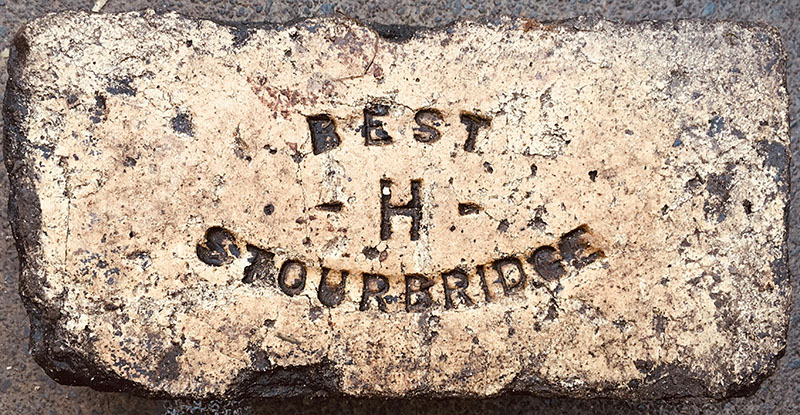 BEST
- H -
STOURBRIDGE